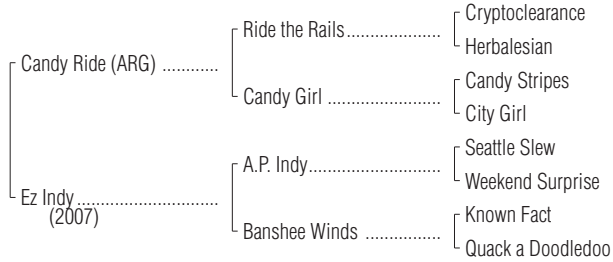 Cryptoclearance
Ride the Rails....................
Herbalesian
Candy Ride (ARG) ............
Candy Stripes
Candy Girl ........................
City Girl
Seattle Slew
A.P. Indy............................
Weekend Surprise
Ez Indy..............................
(2007)
Known Fact
Banshee Winds ................
Quack a Doodledoo